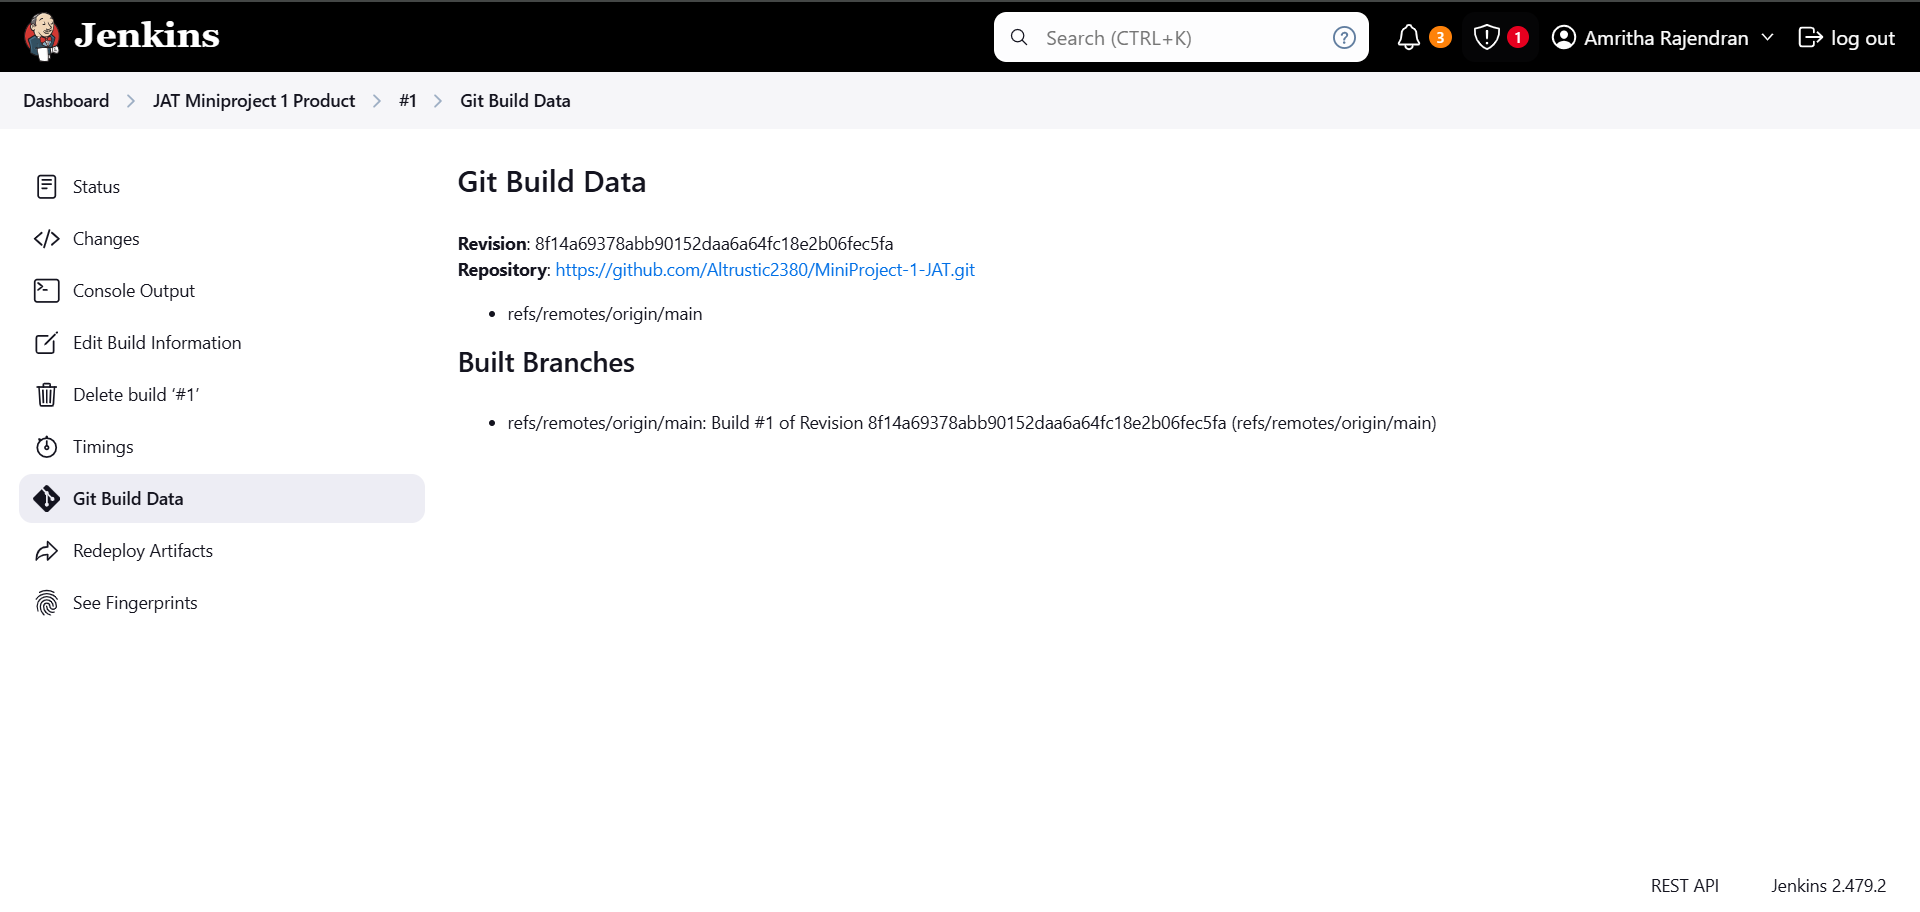 Jenkins
Search (CTRL+K)
?
3
1
Amritha Rajendran
log out
Dashboard
JAT Miniproject 1 Product
#1
Git Build Data
Status
Changes
Console Output
Edit Build Information
Delete build ‘#1’
Timings
Git Build Data
Redeploy Artifacts
See Fingerprints
Git Build Data
Revision: 8f14a69378abb90152daa6a64fc18e2b06fec5fa
Repository: https://github.com/Altrustic2380/MiniProject-1-JAT.git
• refs/remotes/origin/main
Built Branches
• refs/remotes/origin/main: Build #1 of Revision 8f14a69378abb90152daa6a64fc18e2b06fec5fa (refs/remotes/origin/main)
REST API
Jenkins 2.479.2